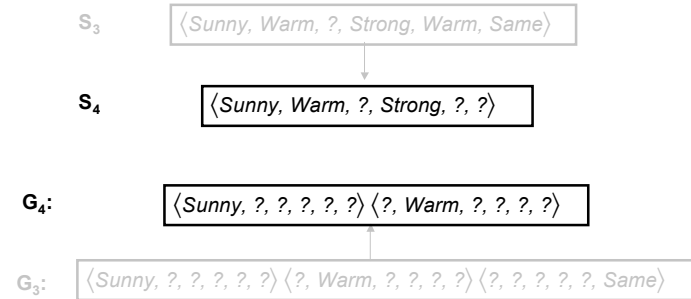 S₃ ⟨Sunny, Warm, ?, Strong, Warm, Same⟩
S₄ ⟨Sunny, Warm, ?, Strong, ?, ?⟩
G₄: ⟨Sunny, ?, ?, ?, ?, ?⟩ ⟨?, Warm, ?, ?, ?, ?⟩
G₃: ⟨Sunny, ?, ?, ?, ?, ?⟩ ⟨?, Warm, ?, ?, ?, ?⟩ ⟨?, ?, ?, ?, ?, Same⟩